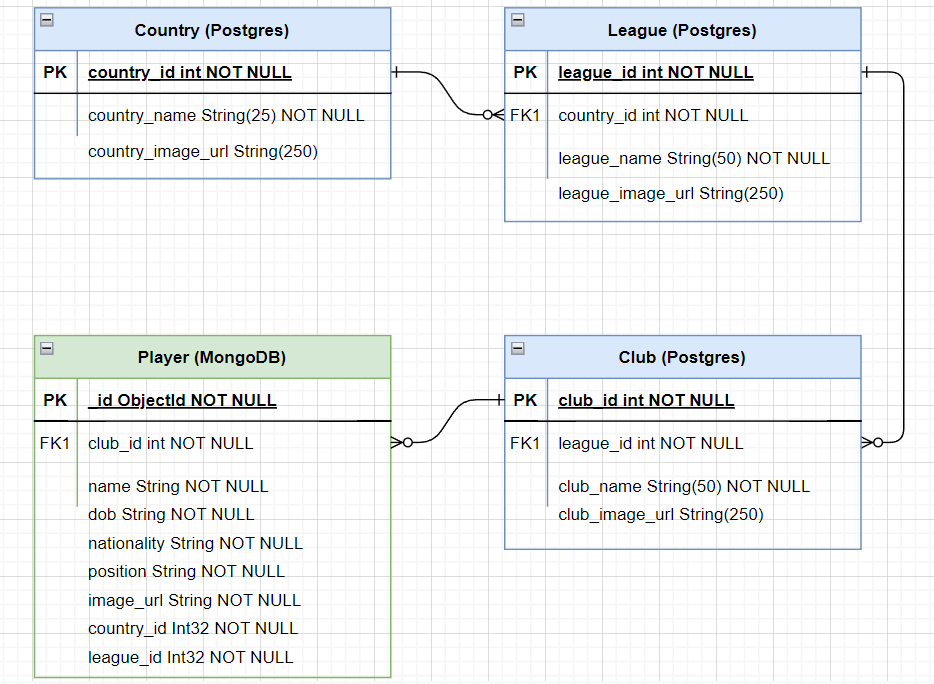 Country (Postgres)
PK country_id int NOT NULL
country_name String(25) NOT NULL
country_image_url String(250)
League (Postgres)
PK league_id int NOT NULL
FK1 country_id int NOT NULL
league_name String(50) NOT NULL
league_image_url String(250)
Player (MongoDB)
PK _id ObjectId NOT NULL
FK1 club_id int NOT NULL
name String NOT NULL
dob String NOT NULL
nationality String NOT NULL
position String NOT NULL
image_url String NOT NULL
country_id Int32 NOT NULL
league_id Int32 NOT NULL
Club (Postgres)
PK club_id int NOT NULL
FK1 league_id int NOT NULL
club_name String(50) NOT NULL
club_image_url String(250)